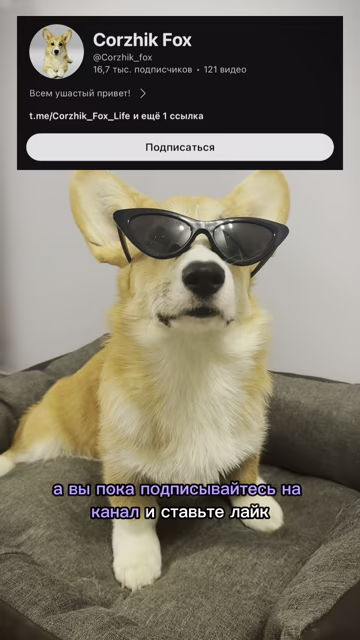 Corzhik Fox
@Corzhik_fox
16,7 тыс. подписчиков • 121 видео
Всем ушастый привет!
t.me/Corzhik_Fox_Life и ещё 1 ссылка
Подписаться
а вы пока подписывайтесь на
канал и ставьте лайк